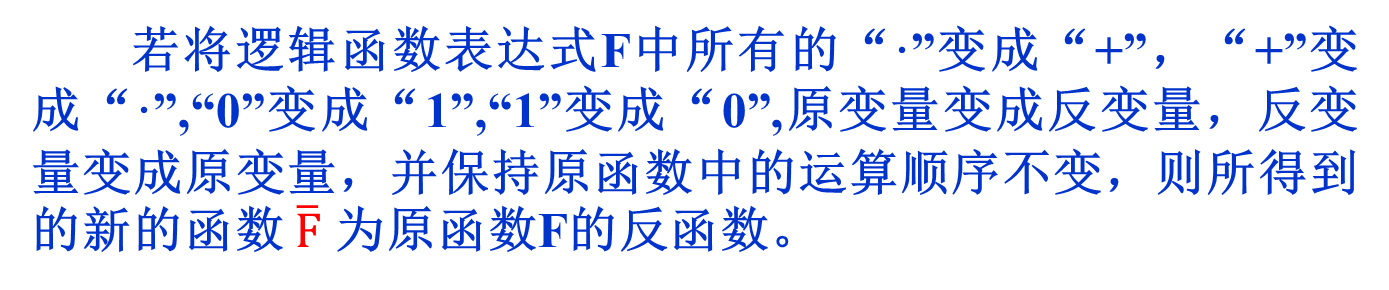 若将逻辑函数表达式F中所有的“·”变成“+”，“+”变
成“·”,“0”变成“1”,“1”变成“0”,原变量变成反变量，反变
量变成原变量，并保持原函数中的运算顺序不变，则所得到
的新的函数 F̅ 为原函数F的反函数。